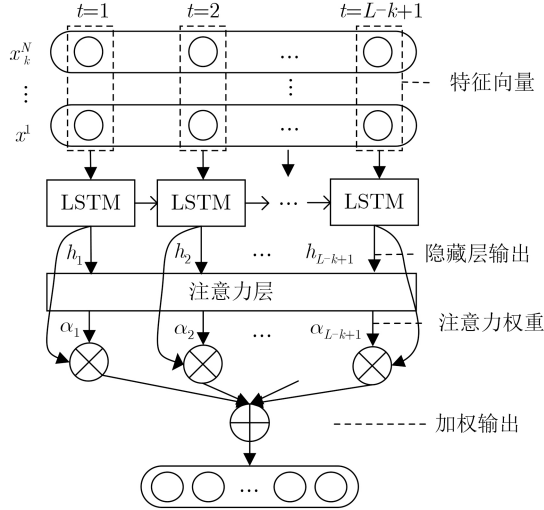 t=1 t=2 t=L-k+1
x_k^N ...
⋮ ⋮ 特征向量
x^1 ...
LSTM LSTM ... LSTM
h_1 h_2 ... h_{L-k+1} 隐藏层输出
注意力层
α_1 α_2 ... α_{L-k+1} 注意力权重
加权输出
...